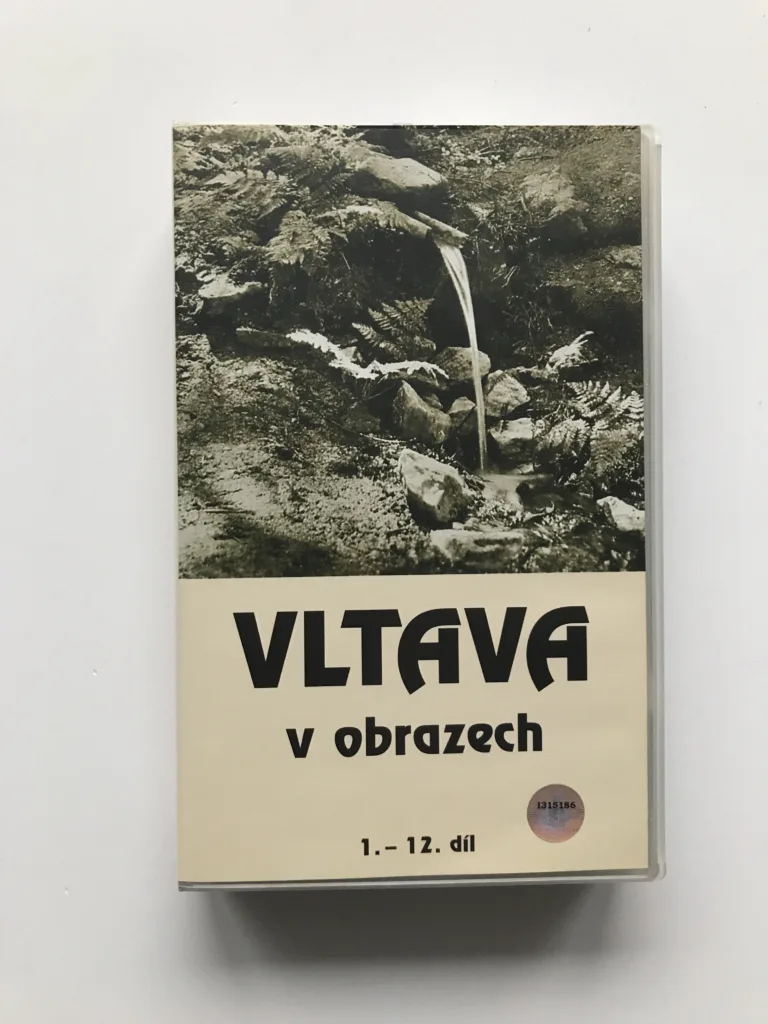 VLTAVA
v obrazech
1315186
1. – 12. díl